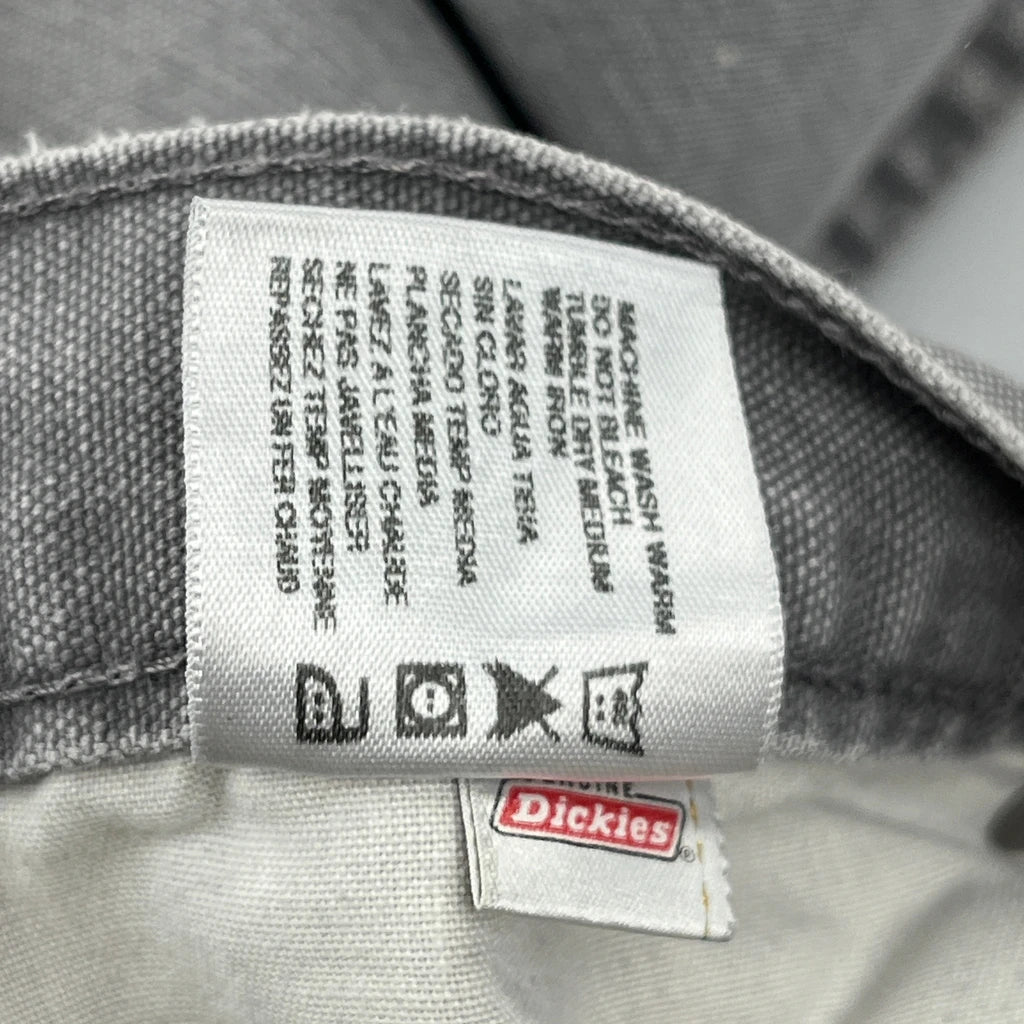 MACHINE WASH WARM
DO NOT BLEACH
TUMBLE DRY MEDIUM
WARM IRON
LAVAR AGUA TIBIA
SIN CLORO
SECADO TEMP MEDIA
PLANCHA MEDIA
LAVEZ A L'EAU CHAUDE
NE PAS JAVELLISER
SECHEZ TEMP MOYENNE
REPASSEZ UN FER CHAUD
GENUINE
Dickies®